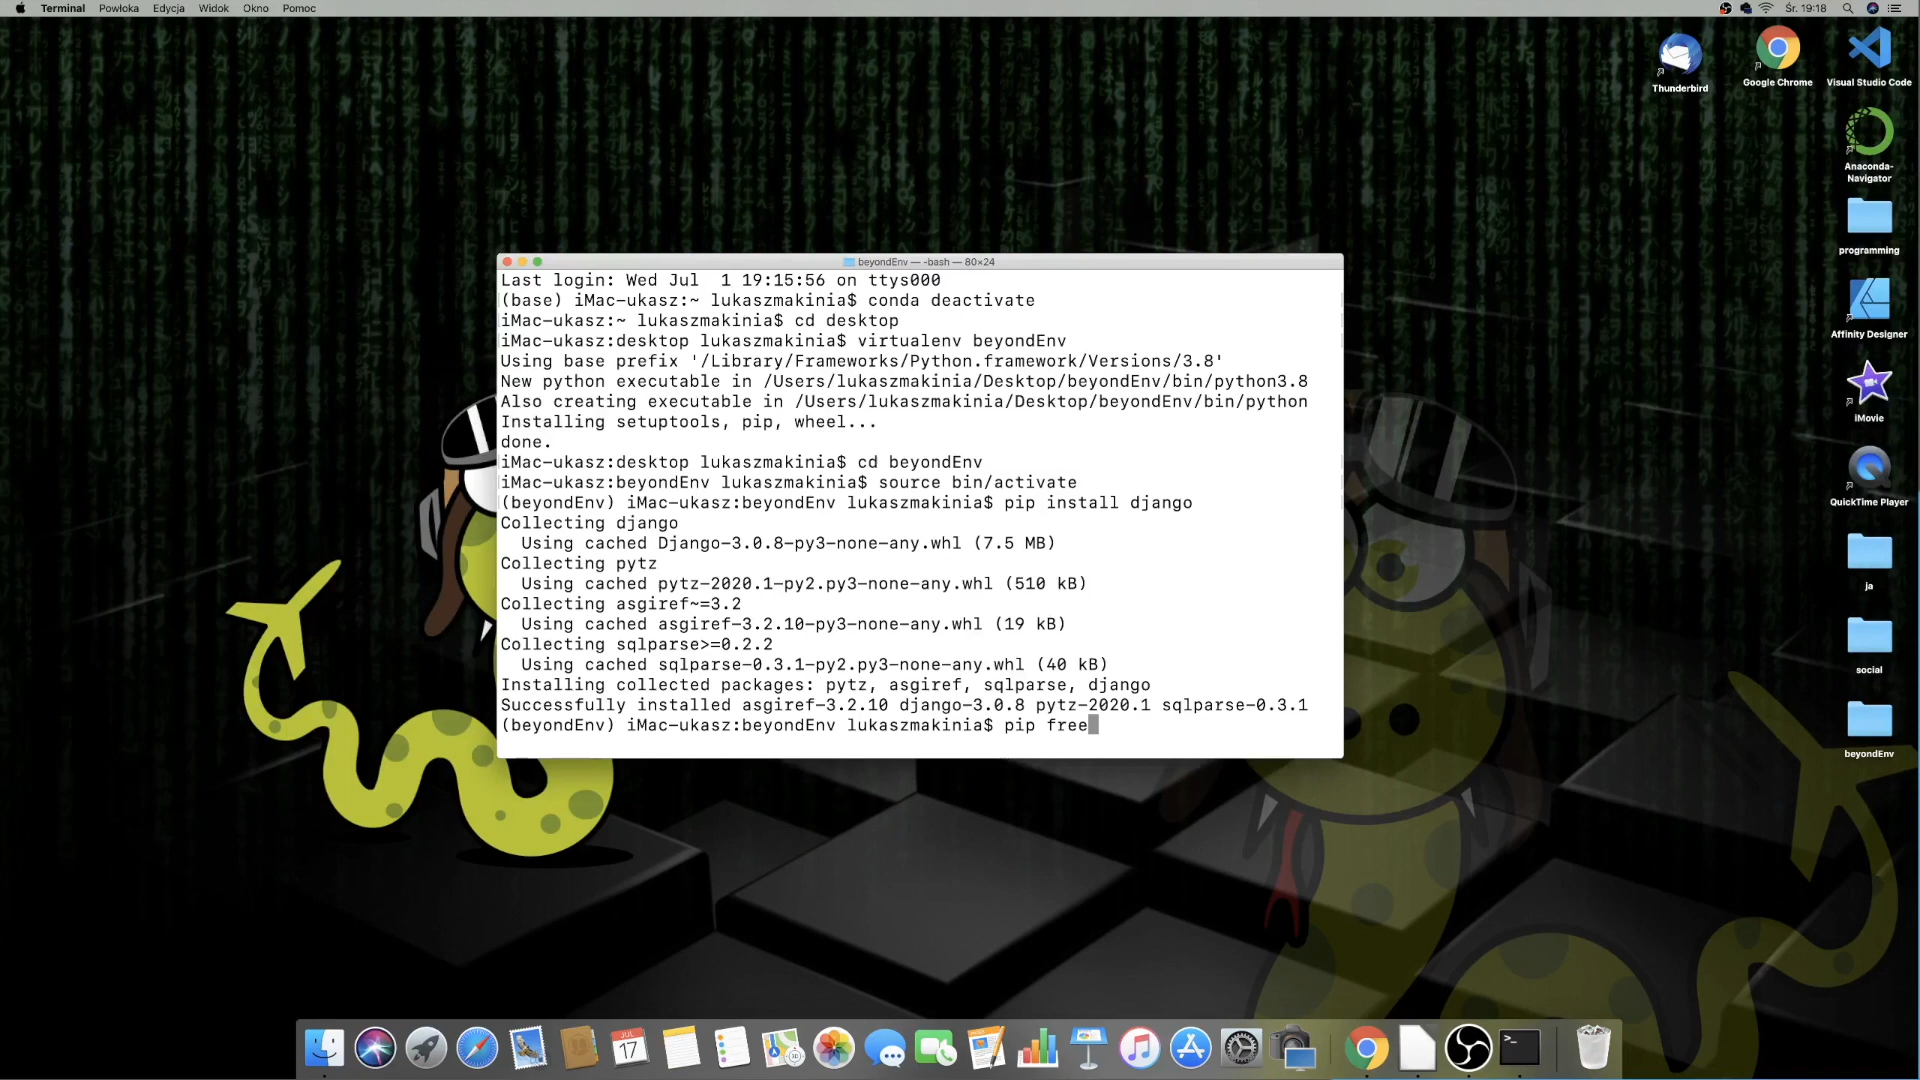 Terminal Powłoka Edycja Widok Okno Pomoc
Śr. 19:18
Thunderbird
Google Chrome
Visual Studio Code
Anaconda-
Navigator
programming
Affinity Designer
iMovie
QuickTime Player
ja
social
beyondEnv
beyondEnv — -bash — 80×24
Last login: Wed Jul  1 19:15:56 on ttys000
(base) iMac-ukasz:~ lukaszmakinia$ conda deactivate
iMac-ukasz:~ lukaszmakinia$ cd desktop
iMac-ukasz:desktop lukaszmakinia$ virtualenv beyondEnv
Using base prefix '/Library/Frameworks/Python.framework/Versions/3.8'
New python executable in /Users/lukaszmakinia/Desktop/beyondEnv/bin/python3.8
Also creating executable in /Users/lukaszmakinia/Desktop/beyondEnv/bin/python
Installing setuptools, pip, wheel...
done.
iMac-ukasz:desktop lukaszmakinia$ cd beyondEnv
iMac-ukasz:beyondEnv lukaszmakinia$ source bin/activate
(beyondEnv) iMac-ukasz:beyondEnv lukaszmakinia$ pip install django
Collecting django
  Using cached Django-3.0.8-py3-none-any.whl (7.5 MB)
Collecting pytz
  Using cached pytz-2020.1-py2.py3-none-any.whl (510 kB)
Collecting asgiref~=3.2
  Using cached asgiref-3.2.10-py3-none-any.whl (19 kB)
Collecting sqlparse>=0.2.2
  Using cached sqlparse-0.3.1-py2.py3-none-any.whl (40 kB)
Installing collected packages: pytz, asgiref, sqlparse, django
Successfully installed asgiref-3.2.10 django-3.0.8 pytz-2020.1 sqlparse-0.3.1
(beyondEnv) iMac-ukasz:beyondEnv lukaszmakinia$ pip free
JUL
17
>_